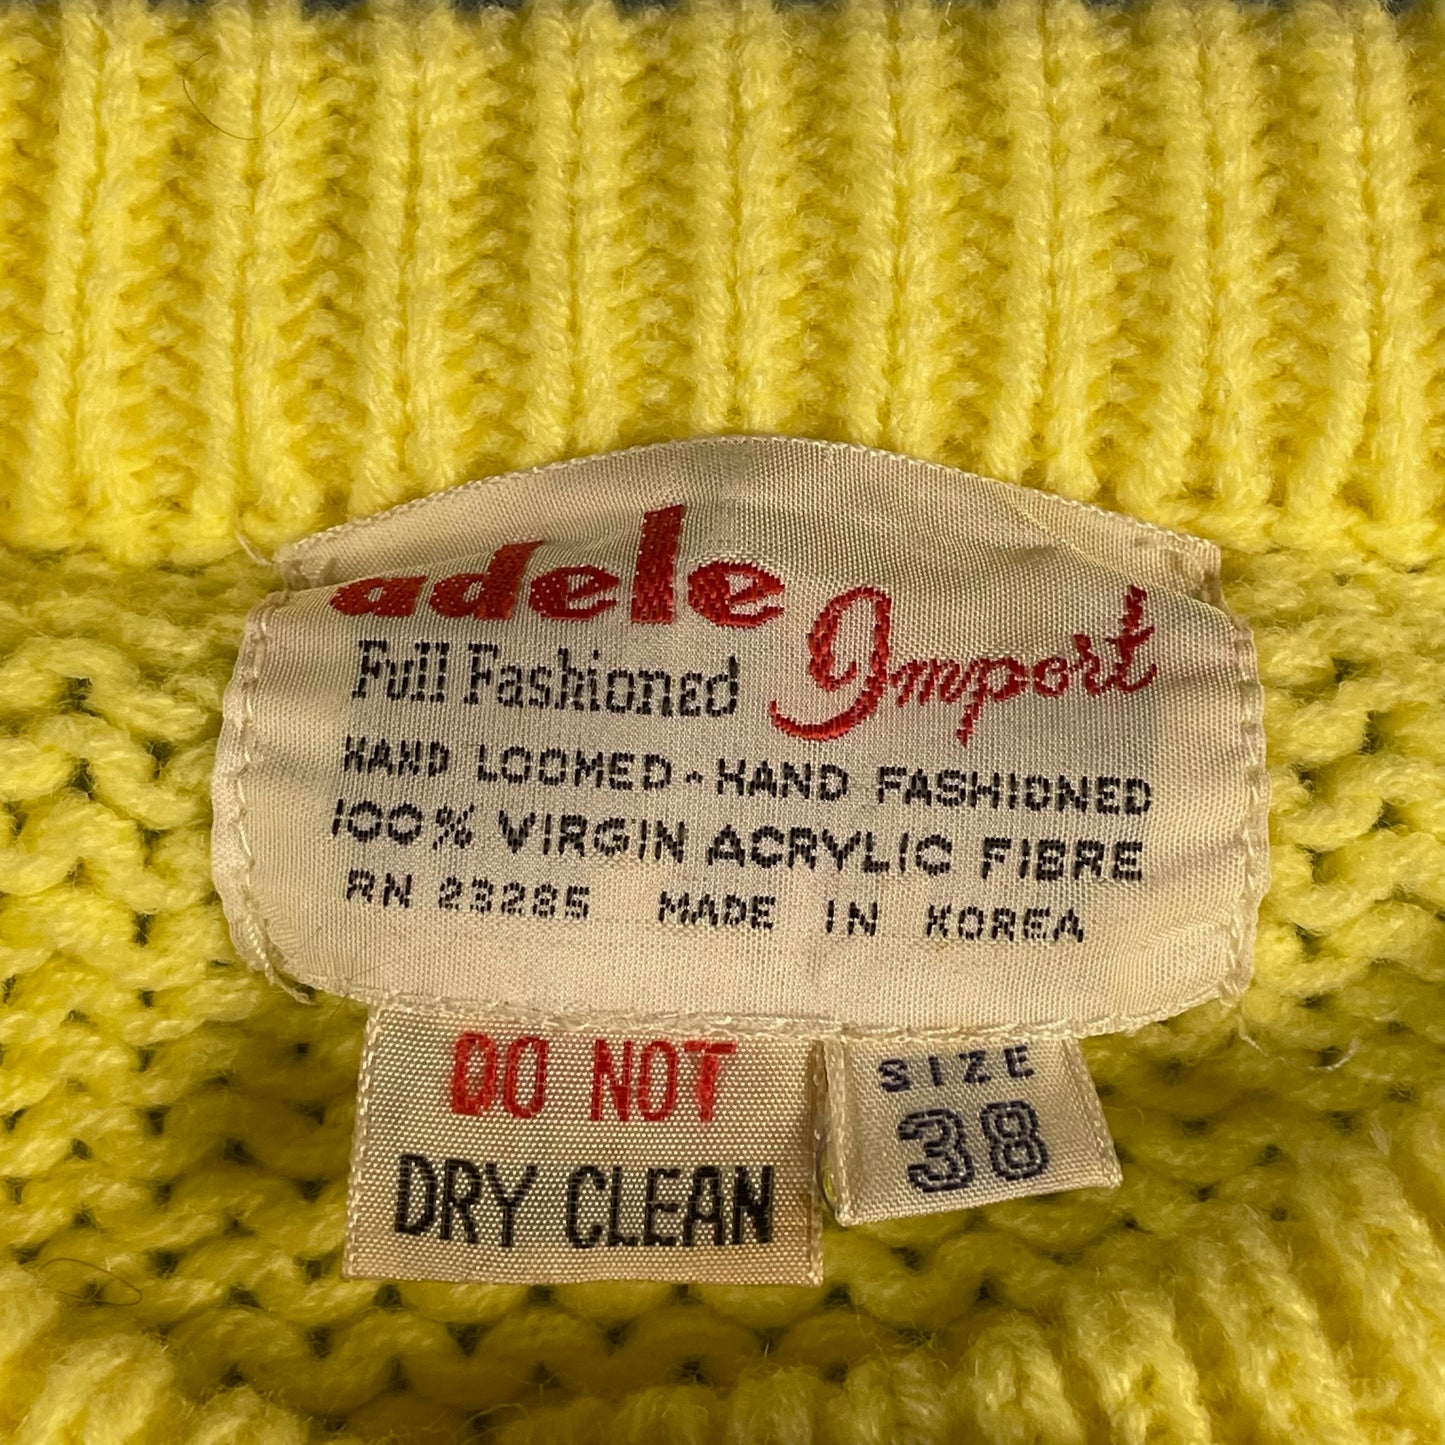 adele Import
Full Fashioned
HAND LOOMED - HAND FASHIONED
100% VIRGIN ACRYLIC FIBRE
RN 23285 MADE IN KOREA
DO NOT
DRY CLEAN
SIZE
38